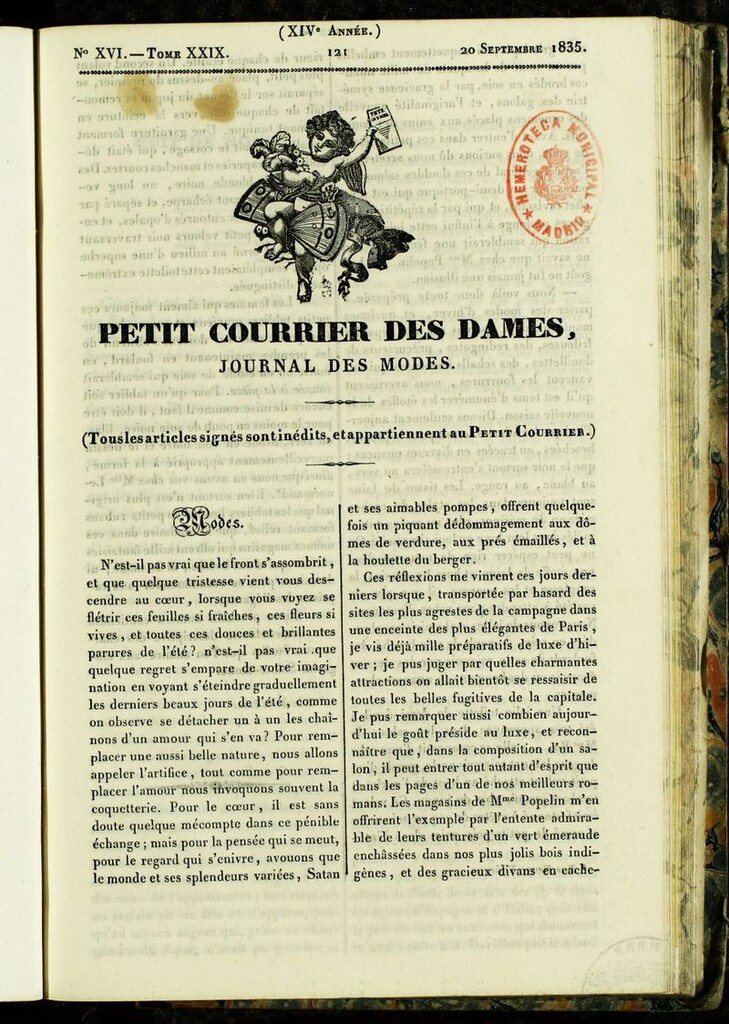 (XIVe Année.)
No XVI.—Tome XXIX. 121 20 Septembre 1835.
HEMEROTECA MUNICIPAL
MADRID
PETIT COURRIER DES DAMES,
JOURNAL DES MODES.
(Tous les articles signés sont inédits, et appartiennent au Petit Courrier.)
Modes.
N'est-il pas vrai que le front s'assombrit,
et que quelque tristesse vient vous des-
cendre au cœur, lorsque vous voyez se
flétrir ces feuilles si fraîches, ces fleurs si
vives, et toutes ces douces et brillantes
parures de l'été? n'est-il pas vrai que
quelque regret s'empare de votre imagi-
nation en voyant s'éteindre graduellement
les derniers beaux jours de l'été, comme
on observe se détacher un à un les chaî-
nons d'un amour qui s'en va? Pour rem-
placer une aussi belle nature, nous allons
appeler l'artifice, tout comme pour rem-
placer l'amour nous invoquons souvent la
coquetterie. Pour le cœur, il est sans
doute quelque mécompte dans ce pénible
échange; mais pour la pensée qui se meut,
pour le regard qui s'enivre, avouons que
le monde et ses splendeurs variées, Satan
et ses aimables pompes, offrent quelque-
fois un piquant dédommagement aux dô-
mes de verdure, aux prés émaillés, et à
la houlette du berger.
Ces réflexions me vinrent ces jours der-
niers lorsque, transportée par hasard des
sites les plus agrestes de la campagne dans
une enceinte des plus élégantes de Paris,
je vis déjà mille préparatifs de luxe d'hi-
ver; je pus juger par quelles charmantes
attractions on allait bientôt se ressaisir de
toutes les belles fugitives de la capitale.
Je pus remarquer aussi combien aujour-
d'hui le goût préside au luxe, et recon-
naître que, dans la composition d'un sa-
lon, il peut entrer tout autant d'esprit que
dans les pages d'un de nos meilleurs ro-
mans. Les magasins de Mme Popelin m'en
offrirent l'exemple par l'entente admira-
ble de leurs tentures d'un vert émeraude
enchâssées dans nos plus jolis bois indi-
gènes, et des gracieux divans en cache-